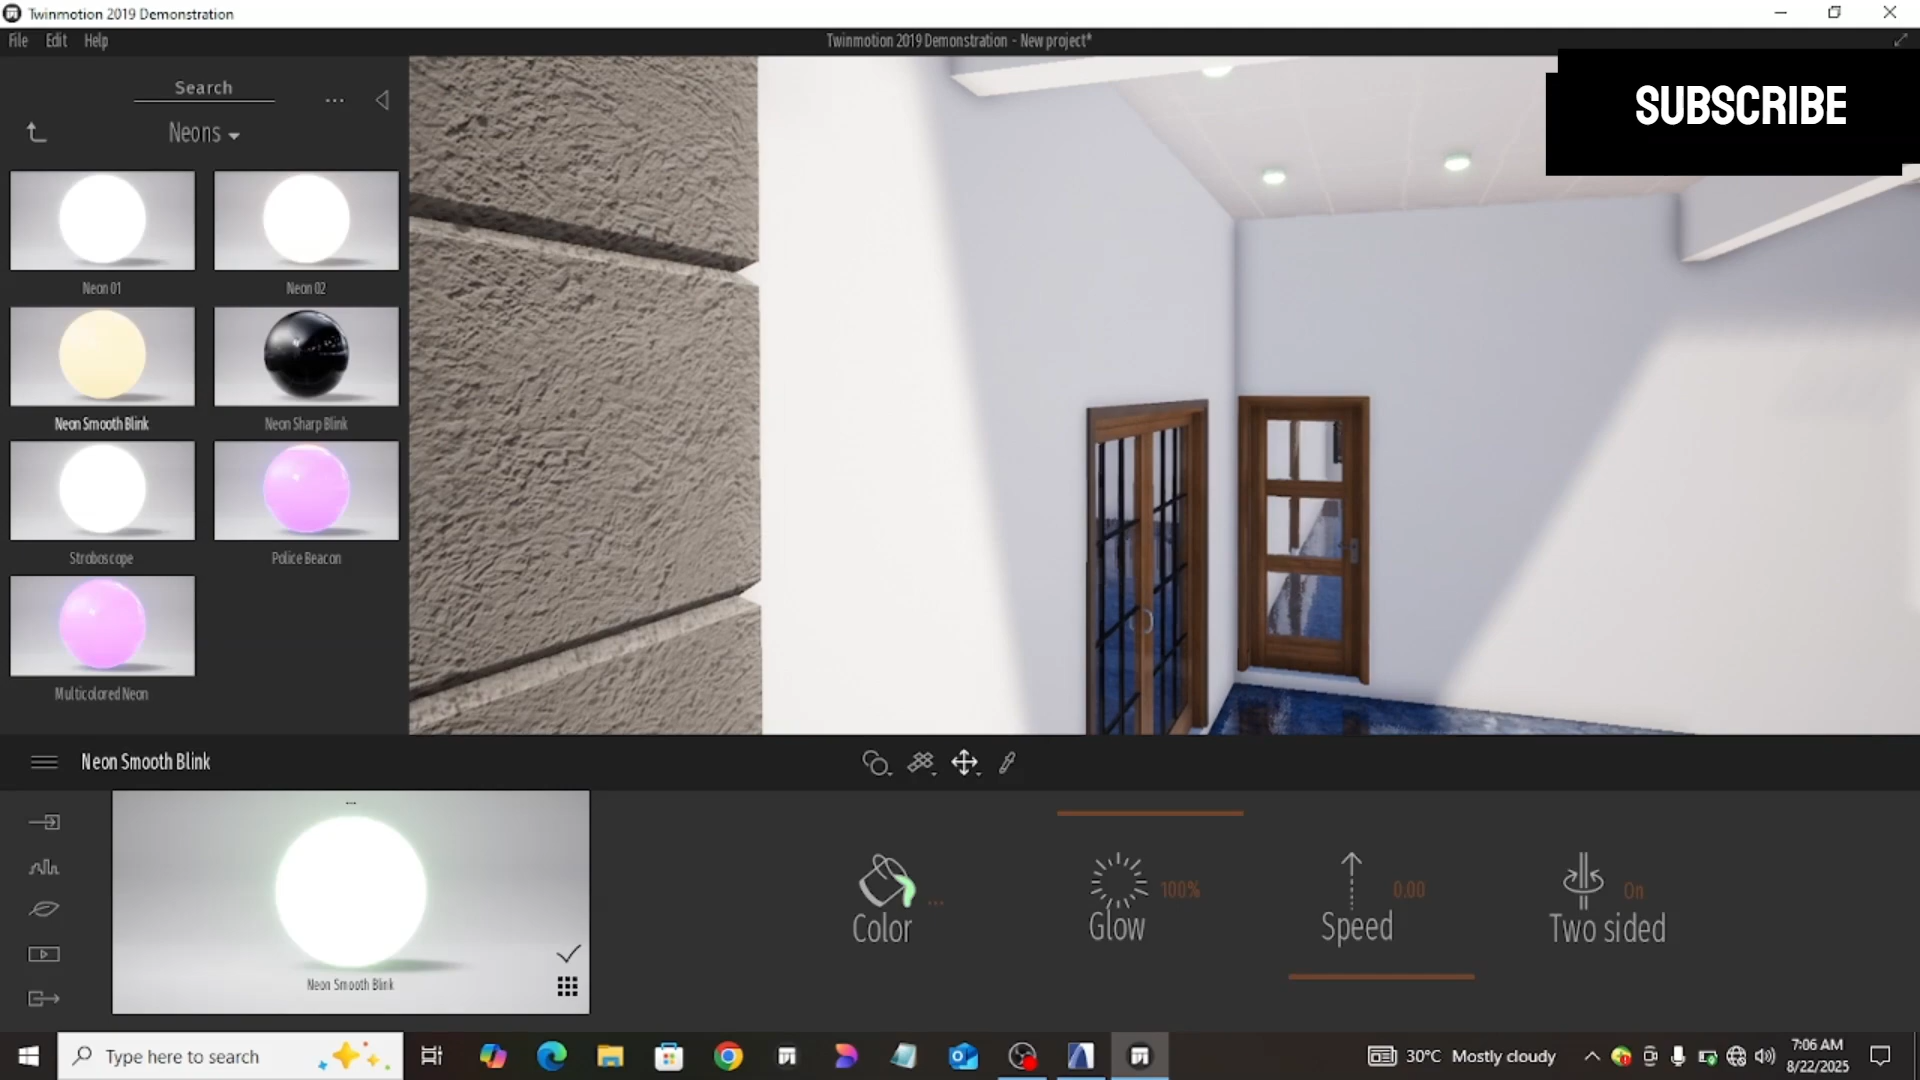 Twinmotion 2019 Demonstration
File Edit Help
Twinmotion 2019 Demonstration - New project*
SUBSCRIBE
Search
...
Neons
Neon 01
Neon 02
Neon Smooth Blink
Neon Sharp Blink
Stroboscope
Police Beacon
Multicolored Neon
Neon Smooth Blink
...
Neon Smooth Blink
Color ...
Glow 100%
Speed 0.00
Two sided On
Type here to search
30°C Mostly cloudy
7:06 AM
8/22/2025